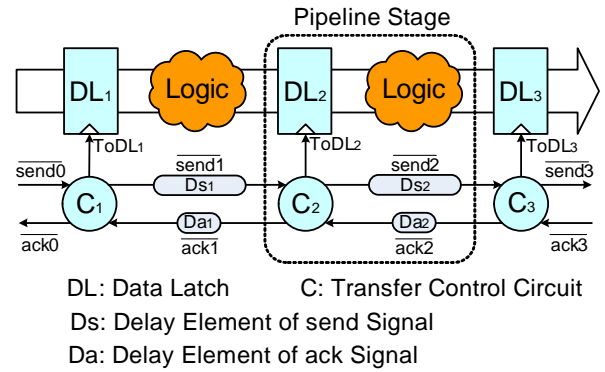 Pipeline Stage
DL1 Logic DL2 Logic DL3
ToDL1 ToDL2 ToDL3
send0 send1 send2 send3
C1 Ds1 C2 Ds2 C3
Da1 Da2
ack0 ack1 ack2 ack3
DL: Data Latch C: Transfer Control Circuit
Ds: Delay Element of send Signal
Da: Delay Element of ack Signal